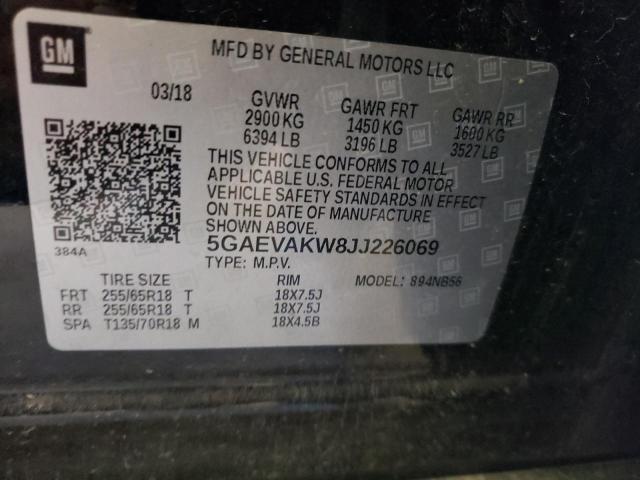 GM
MFD BY GENERAL MOTORS LLC
03/18 GVWR GAWR FRT GAWR RR
2900 KG 1450 KG 1600 KG
6394 LB 3196 LB 3527 LB
THIS VEHICLE CONFORMS TO ALL
APPLICABLE U.S. FEDERAL MOTOR
VEHICLE SAFETY STANDARDS IN EFFECT
ON THE DATE OF MANUFACTURE
SHOWN ABOVE.
384A 5GAEVAKW8JJ226069
TYPE: M.P.V. MODEL: 894NB56
TIRE SIZE RIM
FRT 255/65R18 T 18X7.5J
RR 255/65R18 T 18X7.5J
SPA T135/70R18 M 18X4.5B